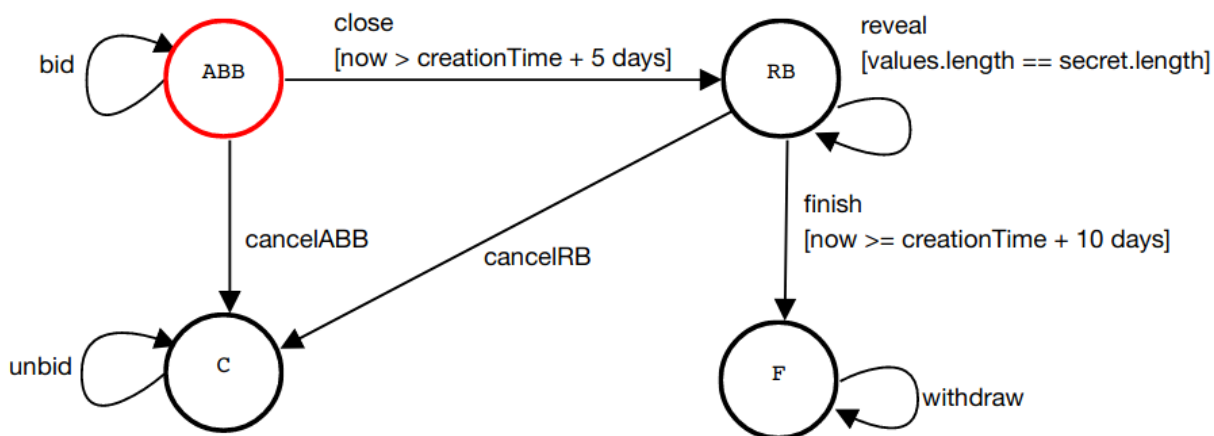 close
[now > creationTime + 5 days]
reveal
[values.length == secret.length]
bid
ABB
RB
finish
[now >= creationTime + 10 days]
cancelABB
cancelRB
unbid
C
F
withdraw